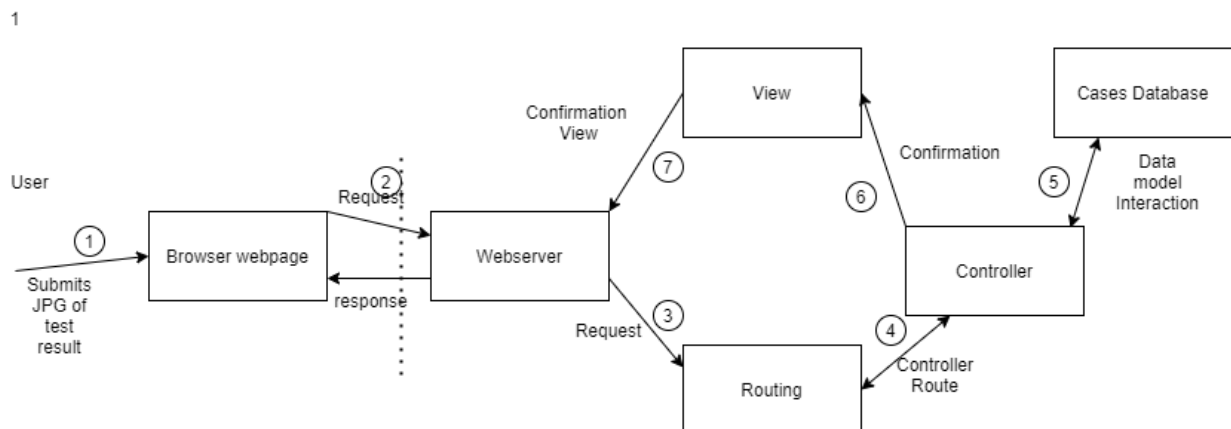 1
View
Cases Database
Confirmation
View
7
Confirmation
Data
model
Interaction
5
User
2
Request
6
1
Browser webpage
Webserver
Controller
Submits
JPG of
test
result
response
3
Request
4
Controller
Route
Routing